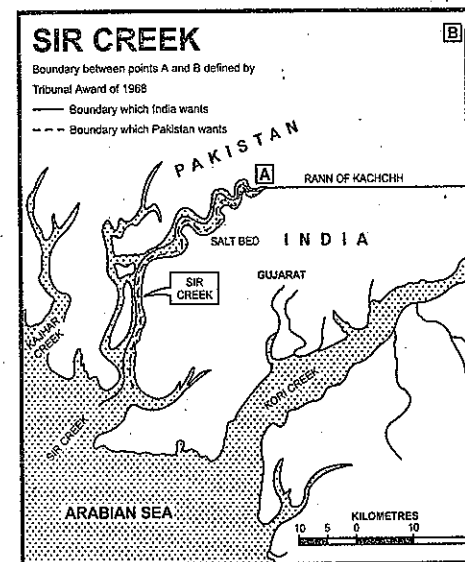 SIR CREEK
B
Boundary between points A and B defined by
Tribunal Award of 1968
Boundary which India wants
Boundary which Pakistan wants
PAKISTAN
A
RANN OF KACHCHH
SALT BED
INDIA
SIR
CREEK
GUJARAT
KAJHAR
CREEK
KORI CREEK
SIR CREEK
ARABIAN SEA
KILOMETRES
10 5 0 10